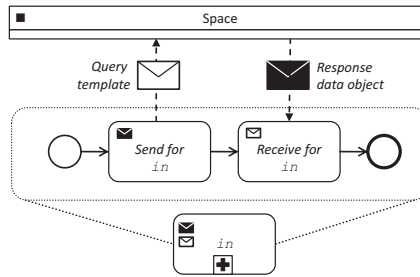 Space
Query
template
Response
data object
Send for
in
Receive for
in
in